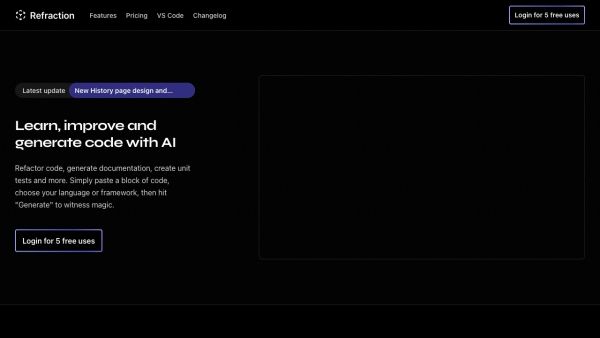 Refraction
Features
Pricing
VS Code
Changelog
Login for 5 free uses
Latest update
New History page design and...
Learn, improve and
generate code with AI
Refactor code, generate documentation, create unit
tests and more. Simply paste a block of code,
choose your language or framework, then hit
"Generate" to witness magic.
Login for 5 free uses